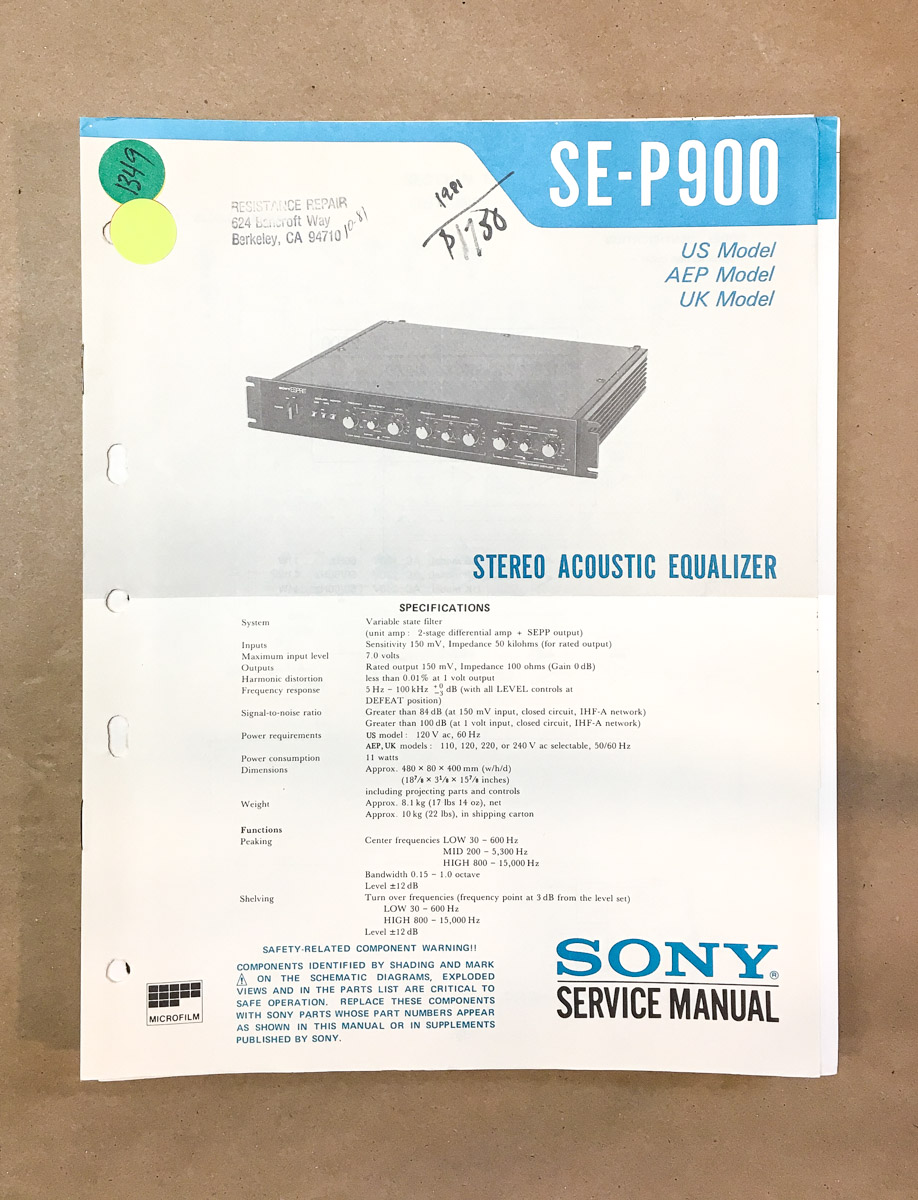 SE-P900
1349
RESISTANCE REPAIR
624 Bancroft Way
Berkeley, CA 94710
10-81
1981
US Model
AEP Model
UK Model
SONY
STEREO ACOUSTIC EQUALIZER
SPECIFICATIONS
System Variable state filter
(unit amp : 2-stage differential amp + SEPP output)
Inputs Sensitivity 150 mV, Impedance 50 kilohms (for rated output)
Maximum input level 7.0 volts
Outputs Rated output 150 mV, Impedance 100 ohms (Gain 0 dB)
Harmonic distortion less than 0.01% at 1 volt output
Frequency response 5 Hz – 100 kHz +0 −3 dB (with all LEVEL controls at
DEFEAT position)
Signal-to-noise ratio Greater than 84 dB (at 150 mV input, closed circuit, IHF-A network)
Greater than 100 dB (at 1 volt input, closed circuit, IHF-A network)
Power requirements US model : 120 V ac, 60 Hz
AEP, UK models : 110, 120, 220, or 240 V ac selectable, 50/60 Hz
Power consumption 11 watts
Dimensions Approx. 480 × 80 × 400 mm (w/h/d)
(18⁷/₈ × 3¹/₈ × 15⁷/₈ inches)
including projecting parts and controls
Weight Approx. 8.1 kg (17 lbs 14 oz), net
Approx. 10 kg (22 lbs), in shipping carton
Functions
Peaking Center frequencies LOW 30 – 600 Hz
MID 200 – 5,300 Hz
HIGH 800 – 15,000 Hz
Bandwidth 0.15 – 1.0 octave
Level ±12 dB
Shelving Turn over frequencies (frequency point at 3 dB from the level set)
LOW 30 – 600 Hz
HIGH 800 – 15,000 Hz
Level ±12 dB
SAFETY-RELATED COMPONENT WARNING!!
COMPONENTS IDENTIFIED BY SHADING AND MARK
⚠ ON THE SCHEMATIC DIAGRAMS, EXPLODED
VIEWS AND IN THE PARTS LIST ARE CRITICAL TO
SAFE OPERATION. REPLACE THESE COMPONENTS
WITH SONY PARTS WHOSE PART NUMBERS APPEAR
AS SHOWN IN THIS MANUAL OR IN SUPPLEMENTS
PUBLISHED BY SONY.
MICROFILM
SONY®
SERVICE MANUAL